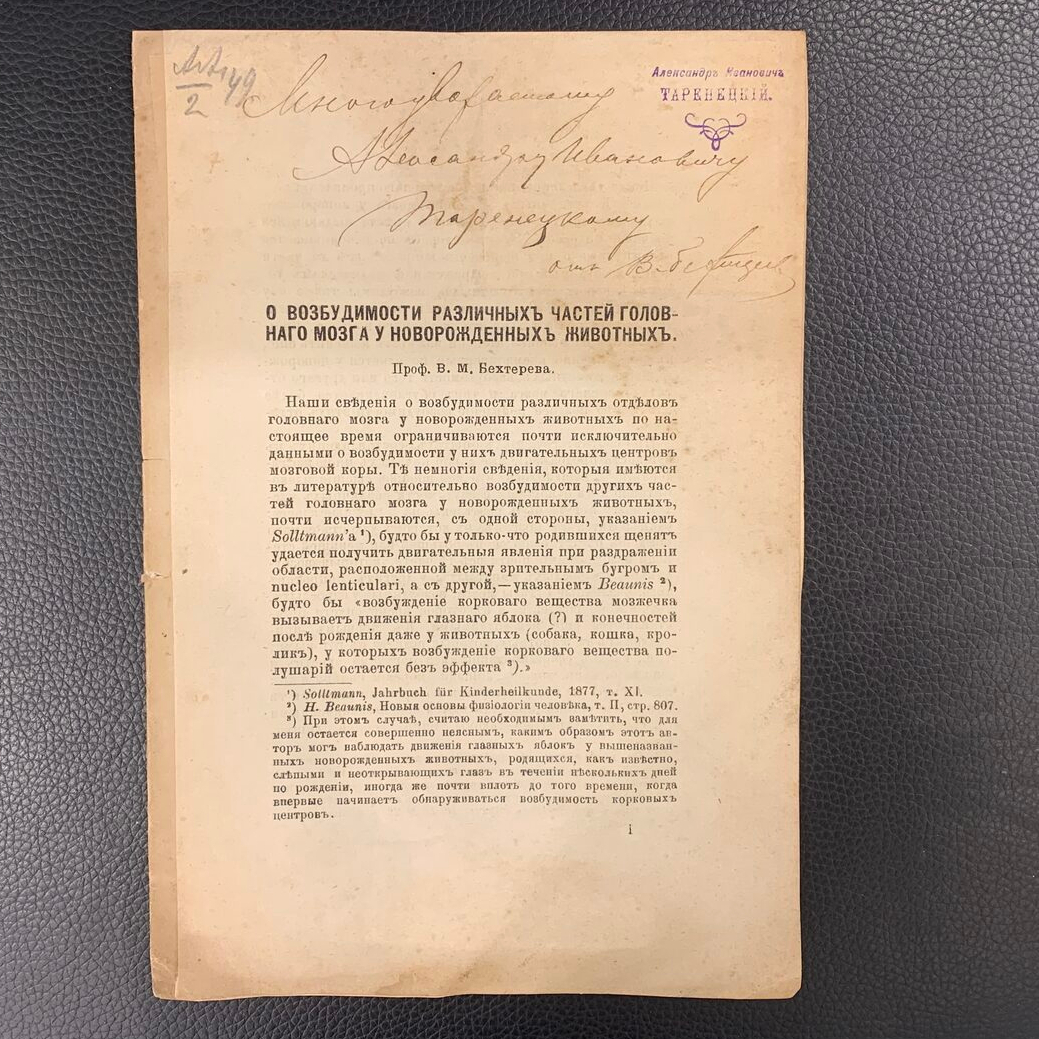 Александръ Ивановичъ
ТАРЕНЕЦКІЙ.
Многоуважаемому
Александру Ивановичу
Таренецкому
отъ В. Бехтерев
О ВОЗБУДИМОСТИ РАЗЛИЧНЫХЪ ЧАСТЕЙ ГОЛОВ-
НАГО МОЗГА У НОВОРОЖДЕННЫХЪ ЖИВОТНЫХЪ.
Проф. В. М. Бехтерева.
Наши свѣденія о возбудимости различныхъ отдѣловъ
головнаго мозга у новорожденныхъ животныхъ по на-
стоящее время ограничиваются почти исключительно
данными о возбудимости у нихъ двигательныхъ центровъ
мозговой коры. Тѣ немногія свѣденія, которыя имѣются
въ литературѣ относительно возбудимости другихъ час-
тей головнаго мозга у новорожденныхъ животныхъ,
почти исчерпываются, съ одной стороны, указаніемъ
Solltmann'a ¹), будто бы у только-что родившихся щенятъ
удается получить двигательныя явленія при раздраженіи
области, расположенной между зрительнымъ бугромъ и
nucleo lenticulari, а съ другой,—указаніемъ Beaunis ²),
будто бы «возбужденіе корковаго вещества мозжечка
вызываетъ движенія глазнаго яблока (?) и конечностей
послѣ рожденія даже у животныхъ (собака, кошка, кро-
ликъ), у которыхъ возбужденіе корковаго вещества по-
лушарій остается безъ эффекта ³).»
¹) Solltmann, Jahrbuch für Kinderheilkunde, 1877, т. XI.
²) H. Beaunis, Новыя основы физіологіи человѣка, т. II, стр. 807.
³) При этомъ случаѣ, считаю необходимымъ замѣтить, что для
меня остается совершенно неяснымъ, какимъ образомъ этотъ ав-
торъ могъ наблюдать движенія глазныхъ яблокъ у вышеназван-
ныхъ новорожденныхъ животныхъ, родящихся, какъ извѣстно,
слѣпыми и неоткрывающихъ глазъ въ теченіи нѣсколькихъ дней
по рожденіи, иногда же почти вплоть до того времени, когда
впервые начинаетъ обнаруживаться возбудимость корковыхъ
центровъ.
1